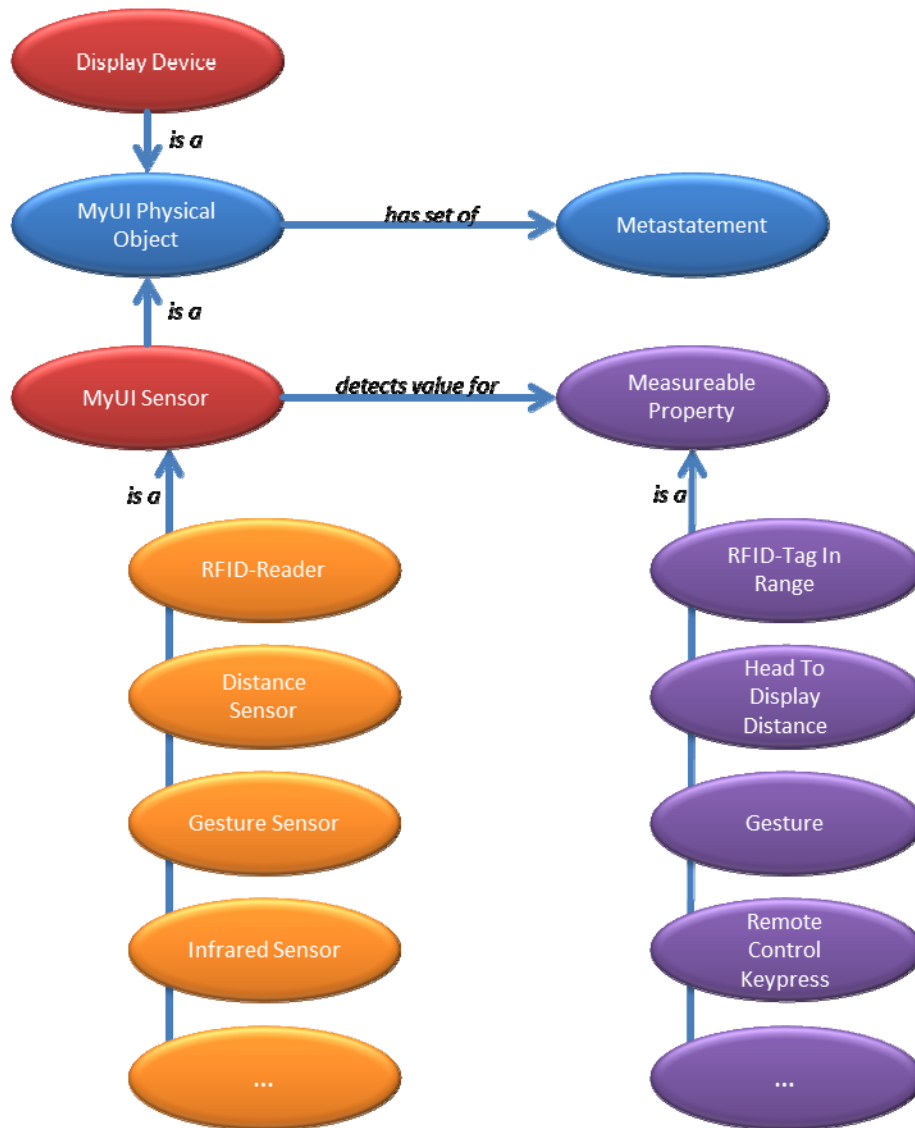 Display Device
is a
MyUI Physical
Object
has set of
Metastatement
is a
MyUI Sensor
detects value for
Measureable
Property
is a
is a
RFID-Reader
RFID-Tag In
Range
Distance
Sensor
Head To
Display
Distance
Gesture Sensor
Gesture
Infrared Sensor
Remote
Control
Keypress
...
...